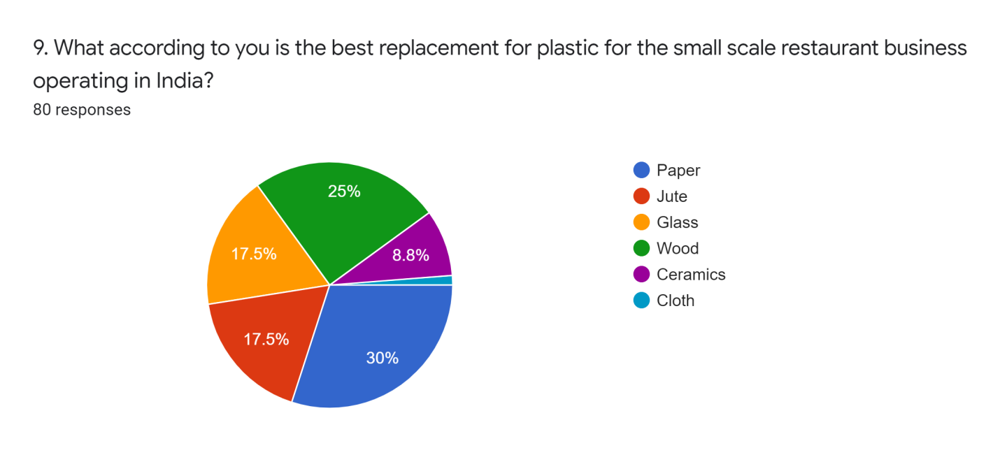 9. What according to you is the best replacement for plastic for the small scale restaurant business
operating in India?
80 responses
25%
17.5%
8.8%
17.5%
30%
Paper
Jute
Glass
Wood
Ceramics
Cloth